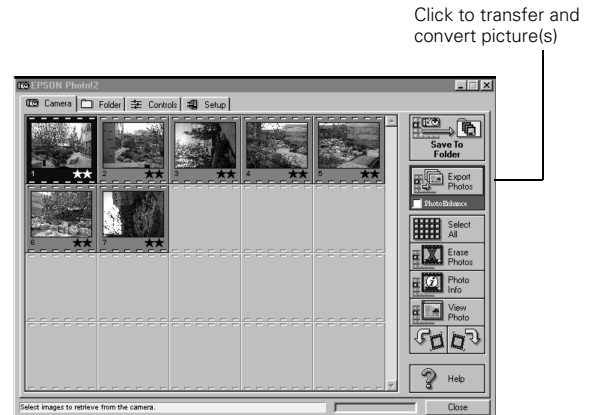 Click to transfer and
convert picture(s)
EPSON Photo!2
Camera Folder Controls Setup
1 2 3 4 5
6 7
Save To
Folder
Export
Photos
PhotoEnhance
Select
All
Erase
Photos
Photo
Info
View
Photo
Help
Select images to retrieve from the camera.
Close